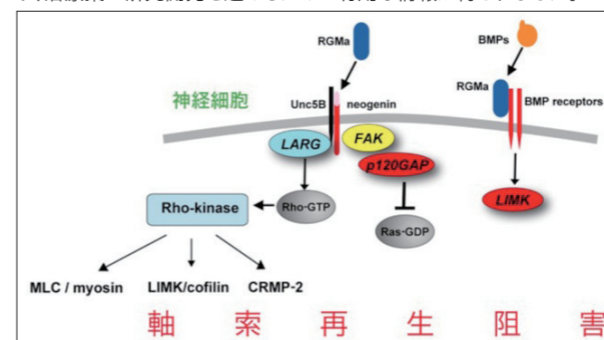 RGMa
BMPs
神経細胞
RGMa
Unc5B
neogenin
BMP receptors
LARG
FAK
p120GAP
LIMK
Rho-kinase
Rho-GTP
Ras-GDP
MLC / myosin
LIMK/cofilin
CRMP-2
軸索再生阻害